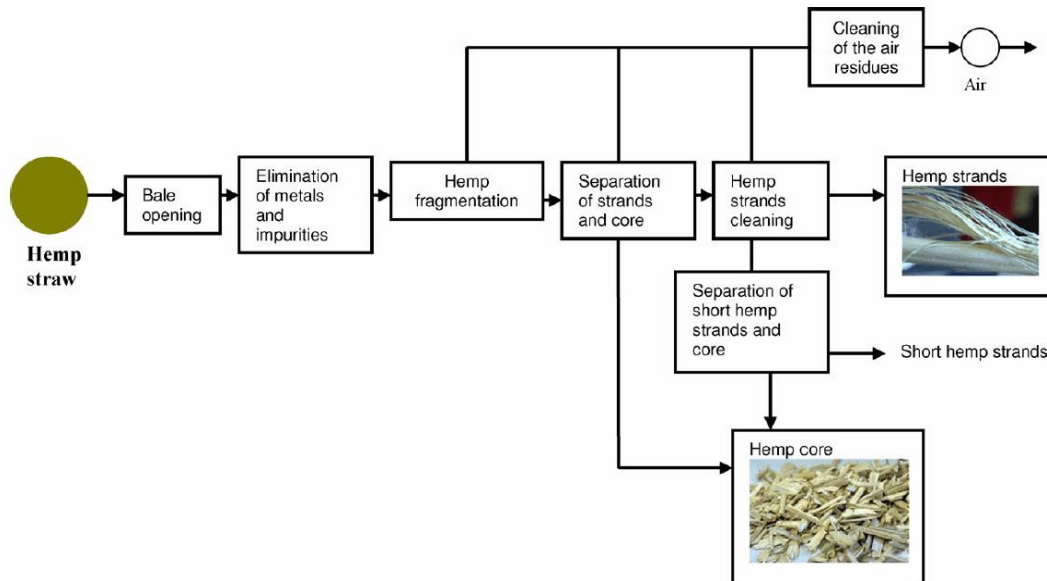 Cleaning
of the air
residues
Air
Hemp
straw
Bale
opening
Elimination
of metals
and
impurities
Hemp
fragmentation
Separation
of strands
and core
Hemp
strands
cleaning
Hemp strands
Separation of
short hemp
strands and
core
Short hemp strands
Hemp core